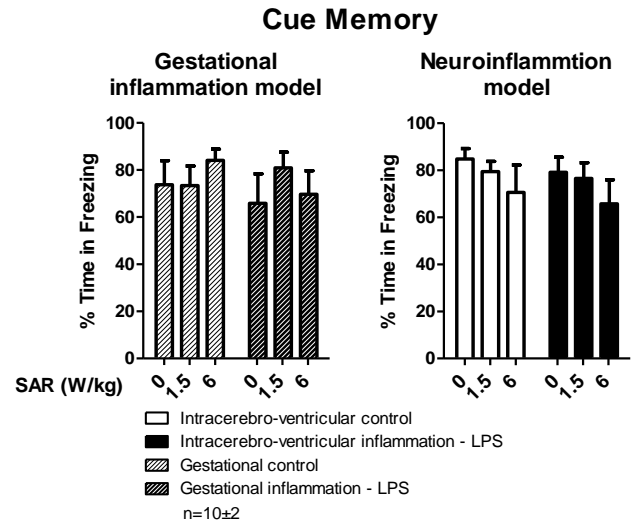 Cue Memory
Gestational
inflammation model
Neuroinflammtion
model
% Time in Freezing
100
80
60
40
20
0
% Time in Freezing
100
80
60
40
20
0
SAR (W/kg)
0 1.5 6 0 1.5 6
0 1.5 6 0 1.5 6
Intracerebro-ventricular control
Intracerebro-ventricular inflammation - LPS
Gestational control
Gestational inflammation - LPS
n=10±2